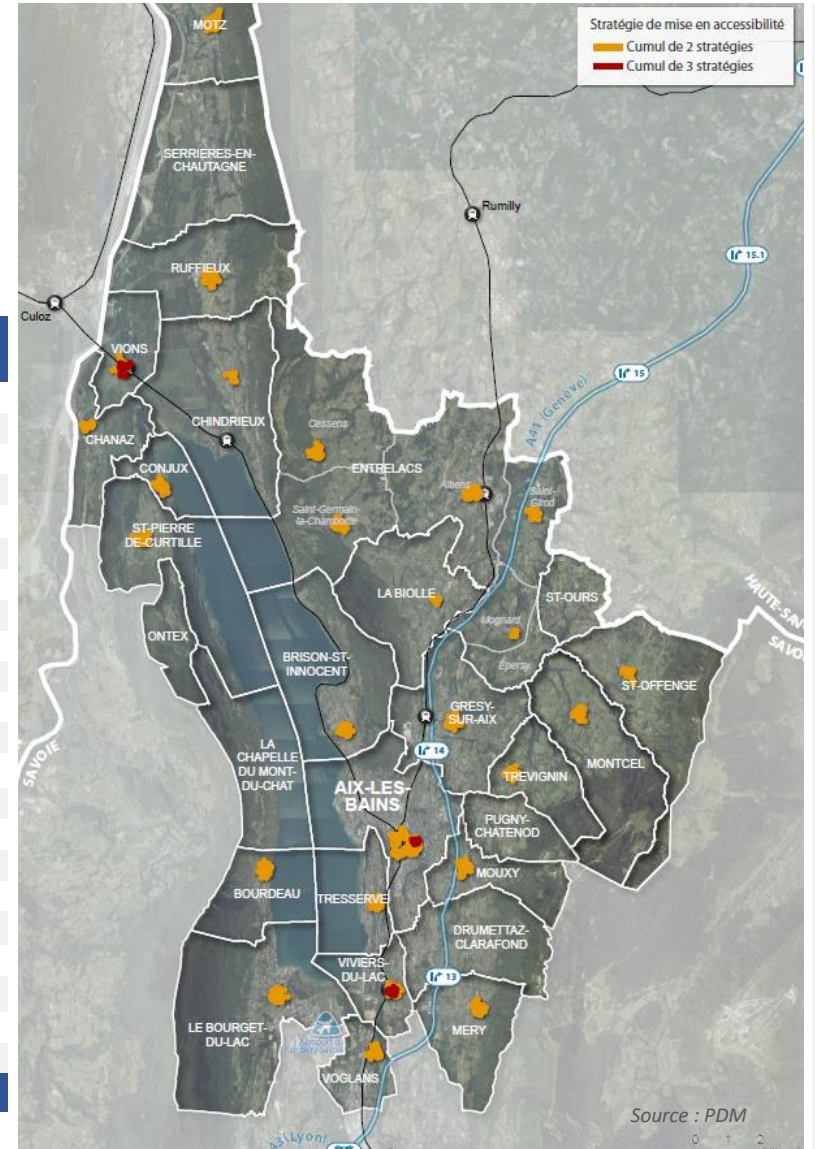 MOTZ
Stratégie de mise en accessibilité
Cumul de 2 stratégies
Cumul de 3 stratégies
SERRIERES-EN-
CHAUTAGNE
Rumilly
RUFFIEUX
15.1
Culoz
VIONS
15
A41 (Genève)
CHINDRIEUX
Cessens
CHANAZ
CONJUX
ENTRELACS
Albens
Saint-
Girod
Saint-Germain-
la-Chambotte
ST-PIERRE
DE-CURTILLE
LA BIOLLE
ST-OURS
HAUTE-SA
SAVO
Mognard
ONTEX
BRISON-ST-
INNOCENT
Épersy
ST-OFFENGE
GRESY-
SUR-AIX
SAVOIE
LA
CHAPELLE
DU MONT-
DU-CHAT
14
MONTCEL
TREVIGNIN
AIX-LES-
BAINS
PUGNY-
CHATENOD
MOUXY
BOURDEAU
TRESSERVE
DRUMETTAZ-
CLARAFOND
VIVIERS-
DU-LAC
13
LE BOURGET-
DU-LAC
MERY
VOGLANS
Source : PDM
(Lyon)
0 1 2